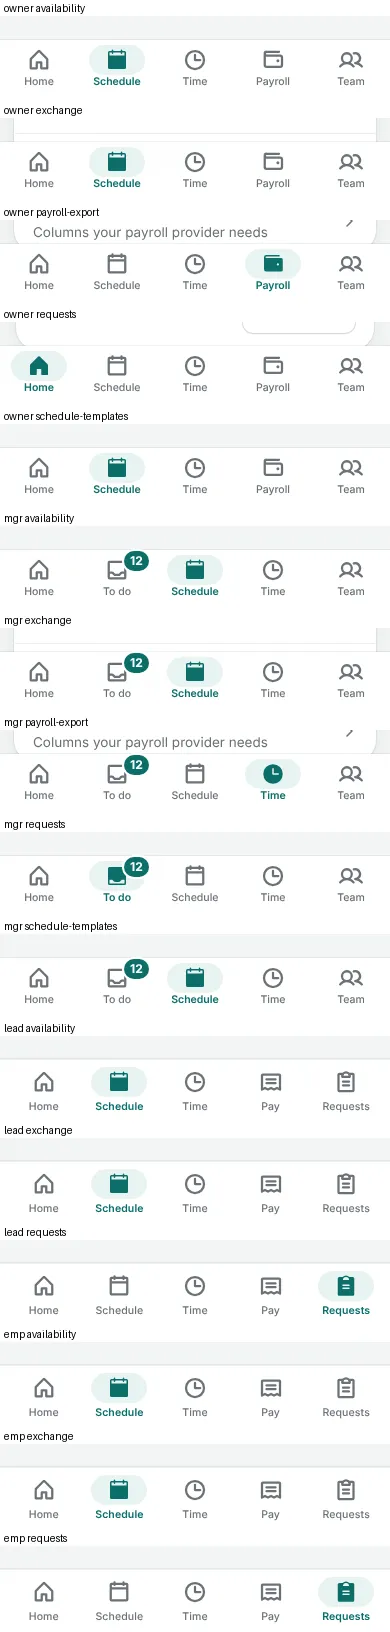 owner availability
Home Schedule Time Payroll Team
owner exchange
Home Schedule Time Payroll Team
owner payroll-export
Columns your payroll provider needs
Home Schedule Time Payroll Team
owner requests
Home Schedule Time Payroll Team
owner schedule-templates
Home Schedule Time Payroll Team
mgr availability
12
Home To do Schedule Time Team
mgr exchange
12
Home To do Schedule Time Team
mgr payroll-export
Columns your payroll provider needs
12
Home To do Schedule Time Team
mgr requests
12
Home To do Schedule Time Team
mgr schedule-templates
12
Home To do Schedule Time Team
lead availability
Home Schedule Time Pay Requests
lead exchange
Home Schedule Time Pay Requests
lead requests
Home Schedule Time Pay Requests
emp availability
Home Schedule Time Pay Requests
emp exchange
Home Schedule Time Pay Requests
emp requests
Home Schedule Time Pay Requests